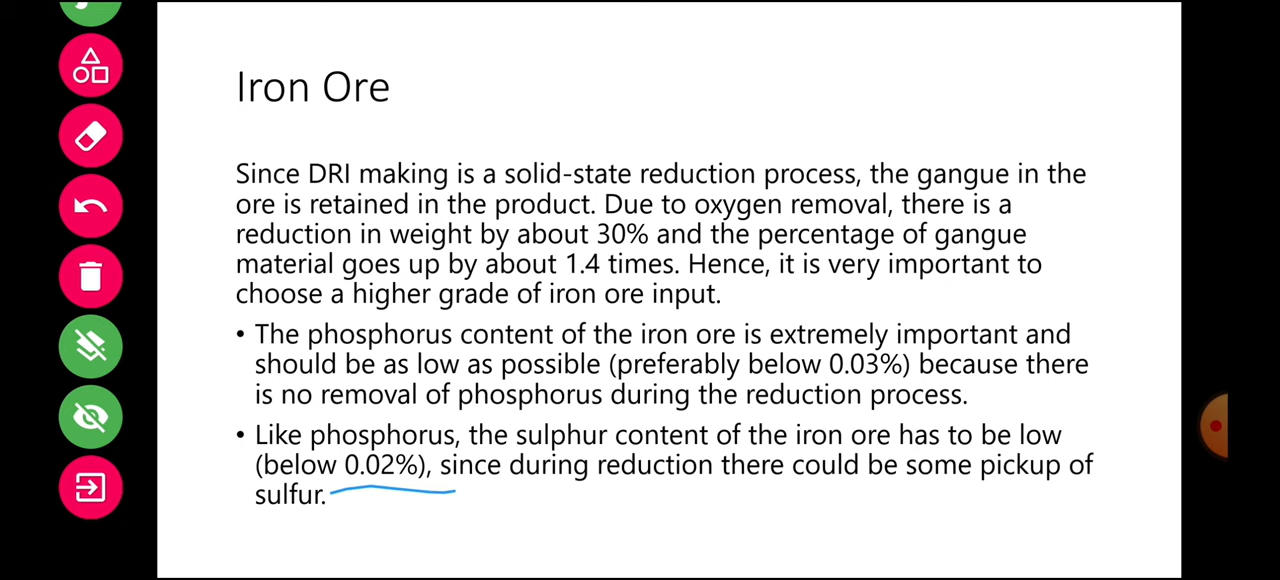 Iron Ore
Since DRI making is a solid-state reduction process, the gangue in the
ore is retained in the product. Due to oxygen removal, there is a
reduction in weight by about 30% and the percentage of gangue
material goes up by about 1.4 times. Hence, it is very important to
choose a higher grade of iron ore input.
• The phosphorus content of the iron ore is extremely important and
should be as low as possible (preferably below 0.03%) because there
is no removal of phosphorus during the reduction process.
• Like phosphorus, the sulphur content of the iron ore has to be low
(below 0.02%), since during reduction there could be some pickup of
sulfur.